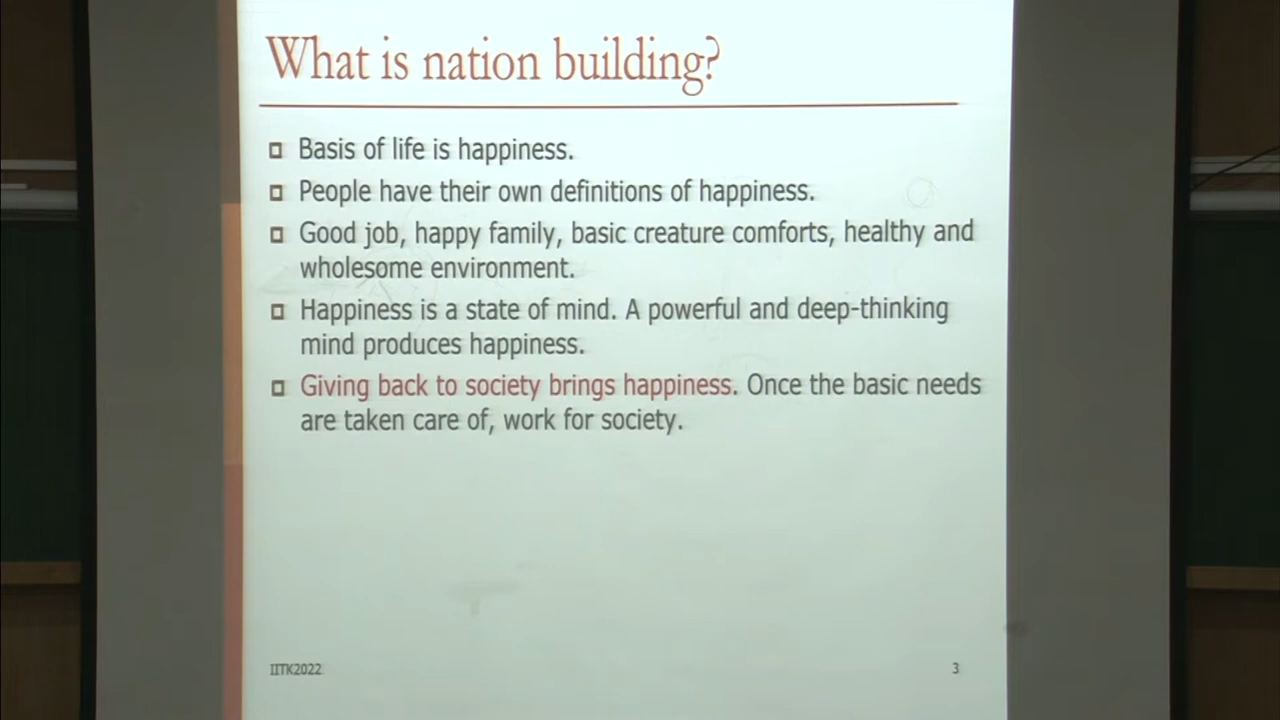 What is nation building?
Basis of life is happiness.
People have their own definitions of happiness.
Good job, happy family, basic creature comforts, healthy and
wholesome environment.
Happiness is a state of mind. A powerful and deep-thinking
mind produces happiness.
Giving back to society brings happiness. Once the basic needs
are taken care of, work for society.
IITK2022
3